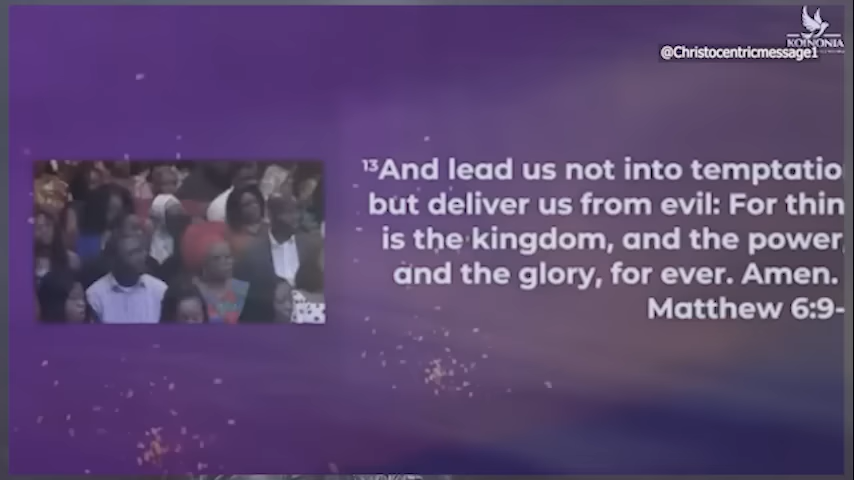 KOINONIA
@Christocentricmessage1
¹³And lead us not into temptatio
but deliver us from evil: For thin
is the kingdom, and the power,
and the glory, for ever. Amen.
Matthew 6:9-